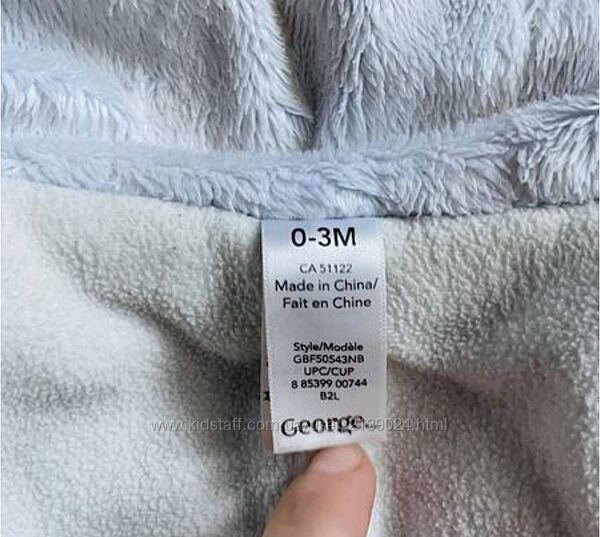 0-3M
CA 51122
Made in China/
Fait en Chine
Style/Modèle
GBF50543NB
UPC/CUP
8 85399 00744
B2L
George.